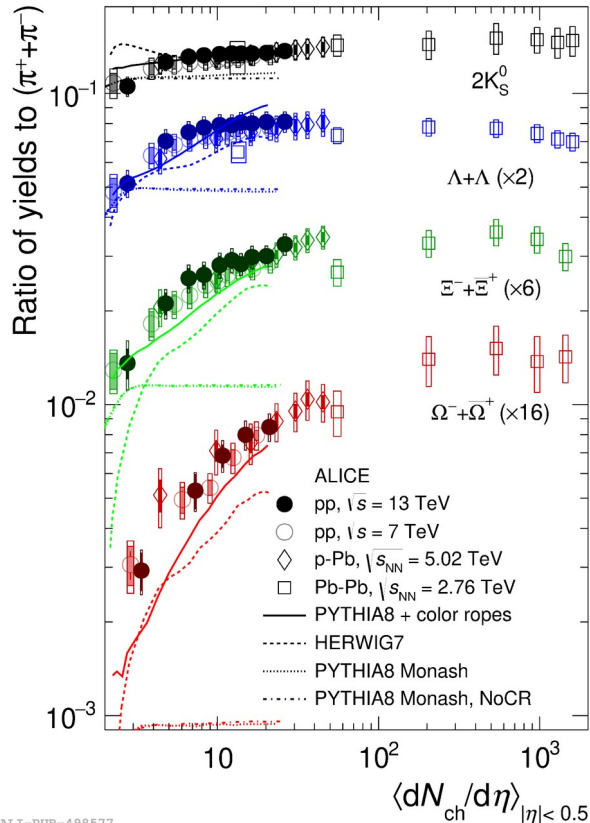 Ratio of yields to (π⁺+π⁻)
10⁻¹
2K⁰S
Λ+Λ (×2)
Ξ⁻+Ξ̅⁺ (×6)
10⁻²
Ω⁻+Ω̅⁺ (×16)
ALICE
pp, √s = 13 TeV
pp, √s = 7 TeV
p-Pb, √sNN = 5.02 TeV
Pb-Pb, √sNN = 2.76 TeV
PYTHIA8 + color ropes
HERWIG7
PYTHIA8 Monash
PYTHIA8 Monash, NoCR
10⁻³
10 10² 10³
⟨dNch/dη⟩|η|< 0.5